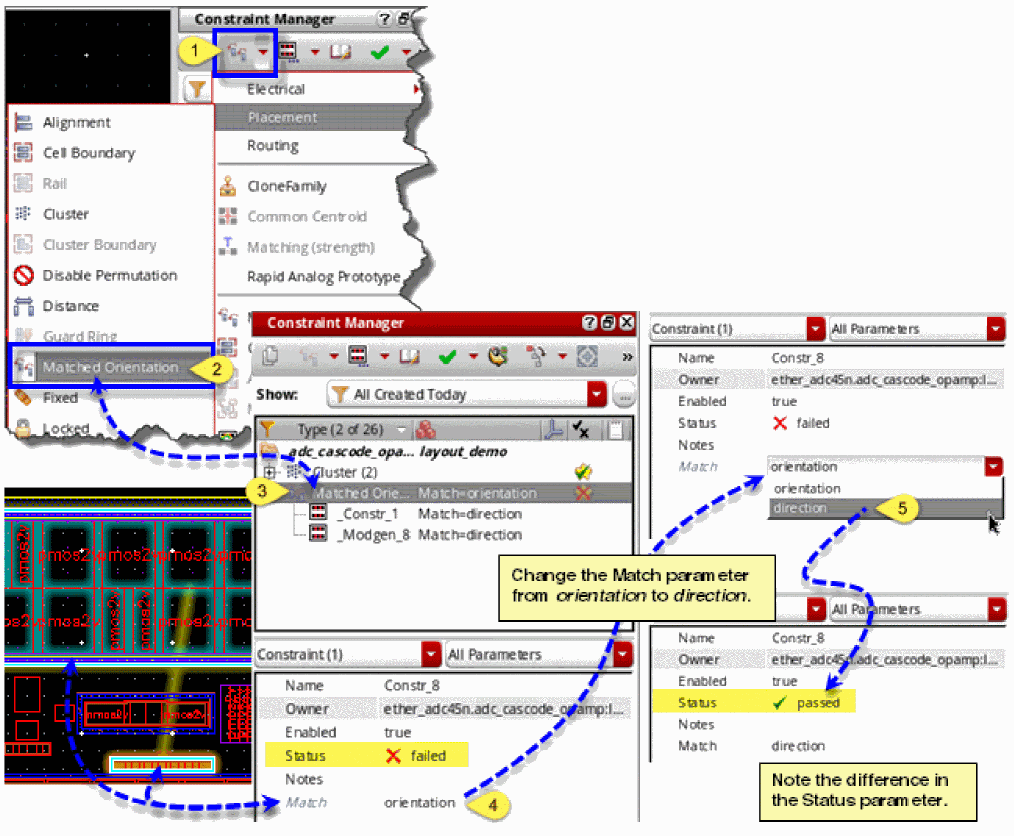 Constraint Manager
1
Electrical
Placement
Routing
CloneFamily
Common Centroid
Matching (strength)
Rapid Analog Prototype
Alignment
Cell Boundary
Rail
Cluster
Cluster Boundary
Disable Permutation
Distance
Guard Ring
Matched Orientation
2
Fixed
Locked
Constraint Manager
Show:
All Created Today
...
Type (2 of 26)
adc_cascode_opa... layout_demo
Cluster (2)
3
Matched Orie... Match=orientation
_Constr_1 Match=direction
_Modgen_8 Match=direction
Constraint (1)
All Parameters
Name Constr_8
Owner ether_adc45n.adc_cascode_opamp:l...
Enabled true
Status failed
Notes
Match orientation
4
pmos2v
pmos2v
pmos2v
pmos2v
pmos2v
pmos2v
pmos2v
pmos2v
Constraint (1)
All Parameters
Name Constr_8
Owner ether_adc45n.adc_cascode_opamp:l...
Enabled true
Status failed
Notes
Match orientation
orientation
direction
5
Change the Match parameter
from orientation to direction.
All Parameters
Name Constr_8
Owner ether_adc45n.adc_cascode_opamp:l...
Enabled true
Status passed
Notes
Match direction
Note the difference in
the Status parameter.